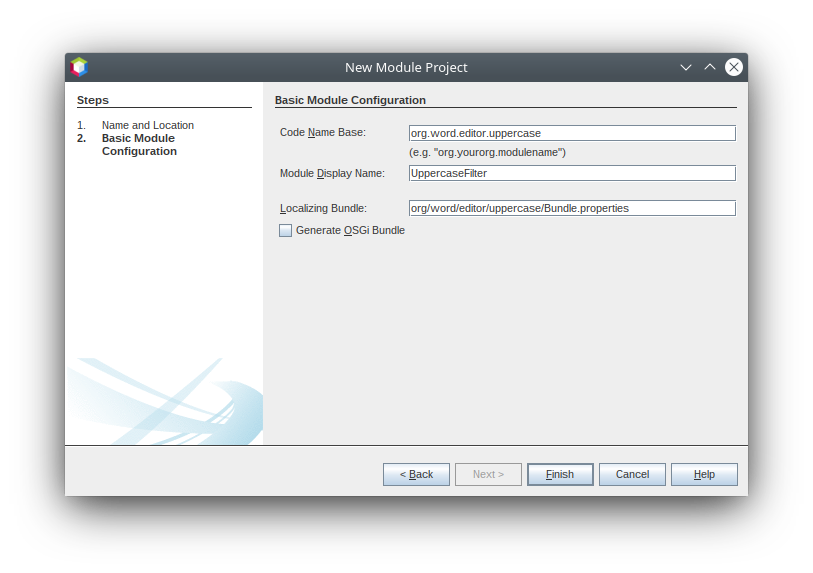 New Module Project
Steps
1. Name and Location
2. Basic Module
Configuration
Basic Module Configuration
Code Name Base: org.word.editor.uppercase
(e.g. "org.yourorg.modulename")
Module Display Name: UppercaseFilter
Localizing Bundle: org/word/editor/uppercase/Bundle.properties
Generate OSGi Bundle
< Back Next > Finish Cancel Help